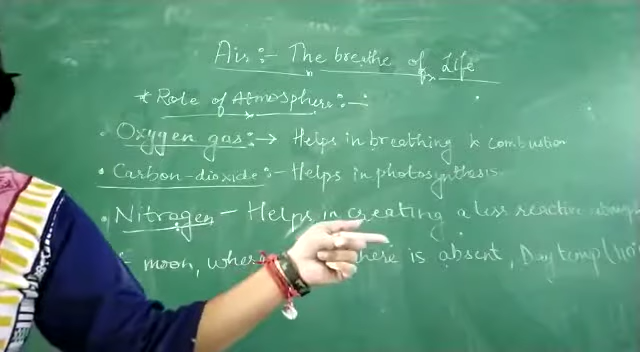 Air :- The breathe of Life
* Role of Atmosphere :-
• Oxygen gas :→ Helps in breathing & combustion
• Carbon-dioxide :- Helps in photosynthesis
• Nitrogen - Helps in creating a less reactive
moon, where is absent, Day temp (110°